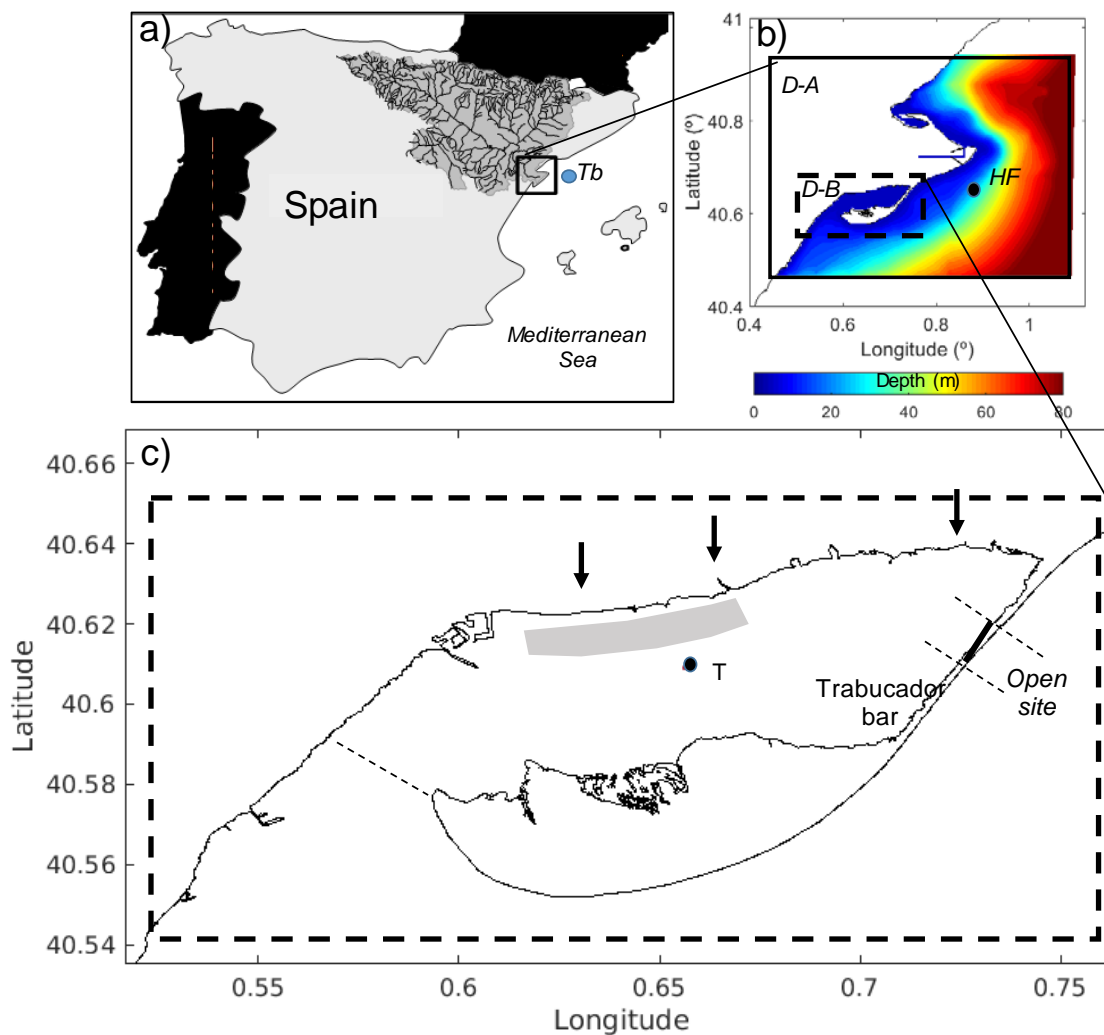 a)
Tb
Spain
Mediterranean
Sea
b)
41
40.8
40.6
40.4
Latitude (º)
D-A
D-B
HF
0.4
0.6
0.8
1
Longitude (º)
Depth (m)
0
20
40
60
80
c)
40.66
40.64
40.62
40.6
40.58
40.56
40.54
Latitude
T
Trabucador
bar
Open
site
0.55
0.6
0.65
0.7
0.75
Longitude